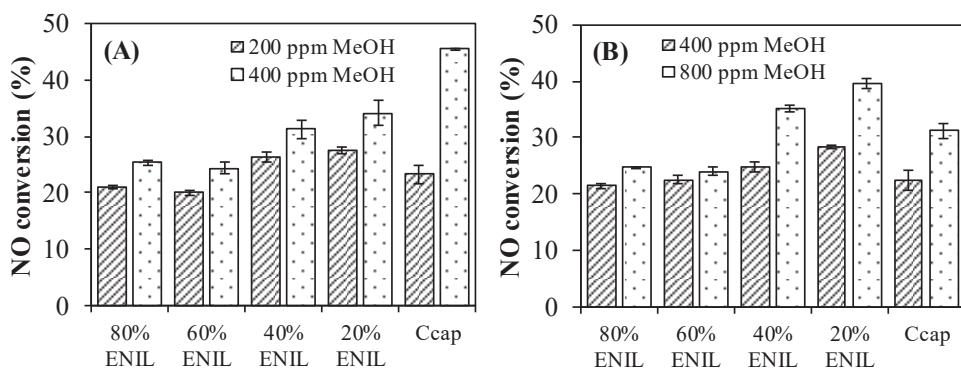 (A)
200 ppm MeOH
400 ppm MeOH
NO conversion (%)
50
40
30
20
10
0
80% ENIL
60% ENIL
40% ENIL
20% ENIL
Ccap
(B)
400 ppm MeOH
800 ppm MeOH
NO conversion (%)
50
40
30
20
10
0
80% ENIL
60% ENIL
40% ENIL
20% ENIL
Ccap